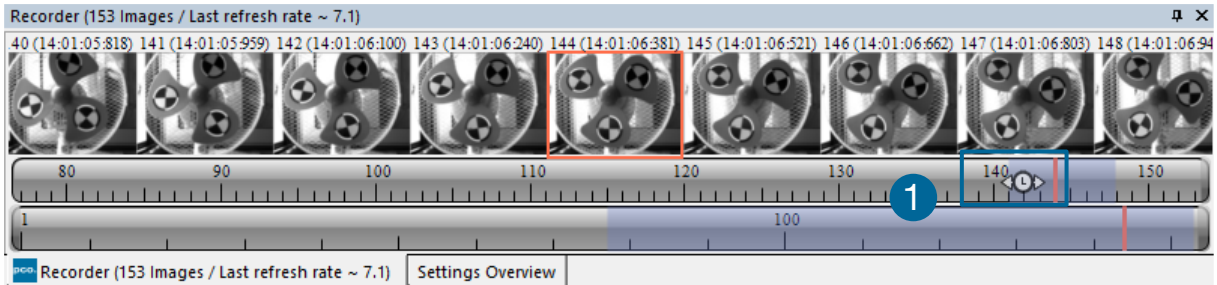 Recorder (153 Images / Last refresh rate ~ 7.1)
40 (14:01:05:818) 141 (14:01:05:959) 142 (14:01:06:100) 143 (14:01:06:240) 144 (14:01:06:381) 145 (14:01:06:521) 146 (14:01:06:662) 147 (14:01:06:803) 148 (14:01:06:94
80 90 100 110 120 130 140 150
L
1
1 100
pco. Recorder (153 Images / Last refresh rate ~ 7.1) Settings Overview